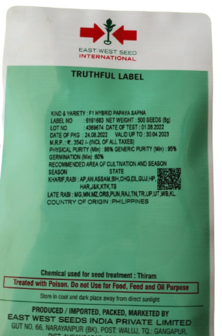 EAST-WEST SEED
INTERNATIONAL
TRUTHFUL LABEL
KIND & VARIETY : F1 HYBRID PAPAYA SAPNA
LABEL NO : 9191683 NET WEIGHT : 500 SEEDS (8g)
LOT NO : 4399874 DATE OF TEST : 01.08.2022
DATE OF PKG : 24.08.2022 VALID UP TO : 30.04.2023
M.R.P. : ₹. 3542 /- (INCL OF ALL TAXES)
PHYSICAL PURITY (Min) : 98% GENETIC PURITY (Min) : 95%
GERMINATION (Min) 60%
RECOMMENDED AREA OF CULTIVATION AND SEASON
SEASON STATE
KHARIF, RABI : AP, AN, ASSAM, BH, CHG, DL, GUJ, HP
HAR, J&K, KTK, TS
LATE RABI : MG, MN, MZ, ORI, PUN, RAJ, TN, TR, UP, UT, WB, KL
COUNTRY OF ORIGIN : PHILIPPINES
Chemical used for seed treatment : Thiram
Treated with Poison. Do not Use for Food, Feed and Oil Purpose
Store in cool and dark place away from direct sunlight
PRODUCED / IMPORTED, PACKED, MARKETED BY
EAST WEST SEEDS INDIA PRIVATE LIMITED
GUT NO. 66, NARAYANPUR (BK), POST. WALUJ, TQ.: GANGAPUR,